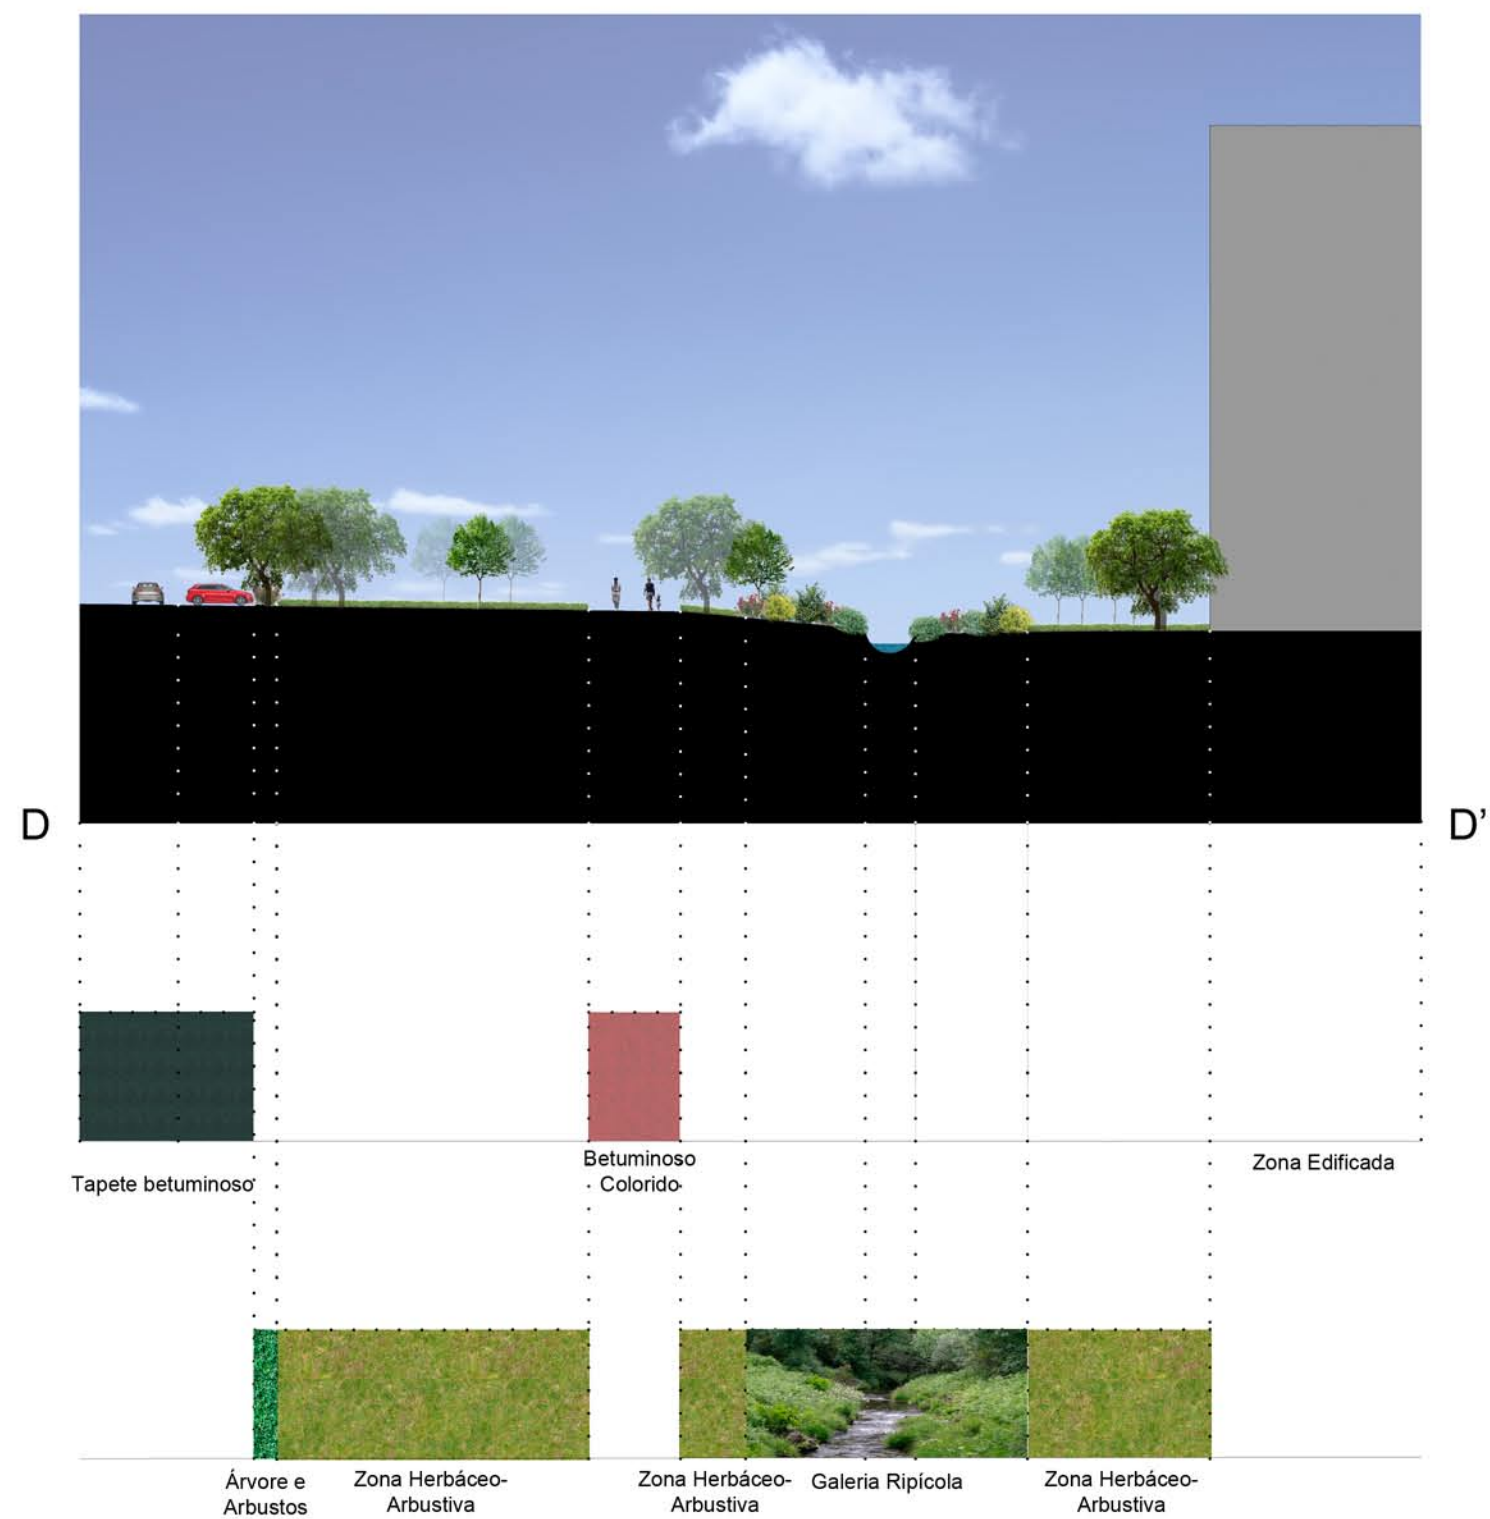 D
D'
Tapete betuminoso
Betuminoso
Colorido
Zona Edificada
Árvore e
Arbustos
Zona Herbáceo-
Arbustiva
Zona Herbáceo-
Arbustiva
Galeria Ripícola
Zona Herbáceo-
Arbustiva